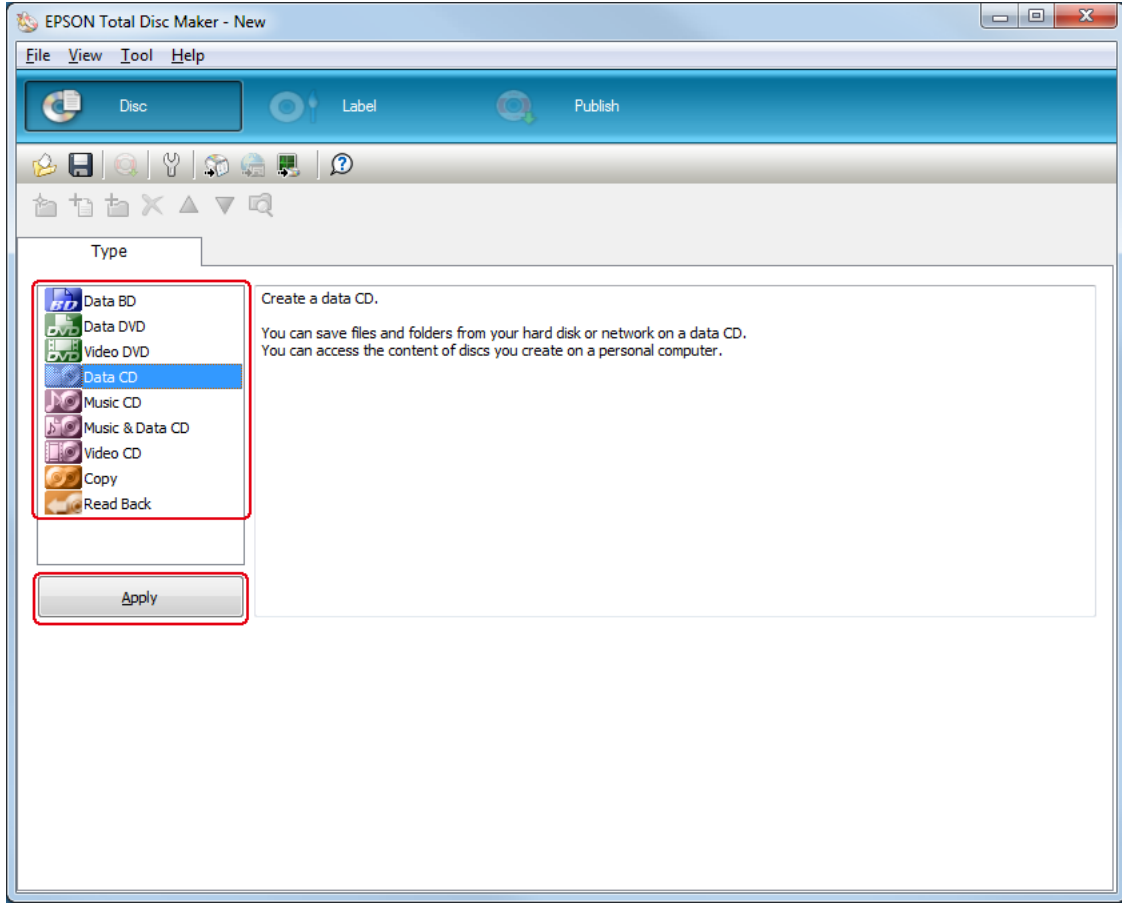 EPSON Total Disc Maker - New
File View Tool Help
Disc Label Publish
Type
BD Data BD
DVD Data DVD
DVD Video DVD
Data CD
Music CD
Music & Data CD
Video CD
Copy
Read Back
Apply
Create a data CD.
You can save files and folders from your hard disk or network on a data CD.
You can access the content of discs you create on a personal computer.